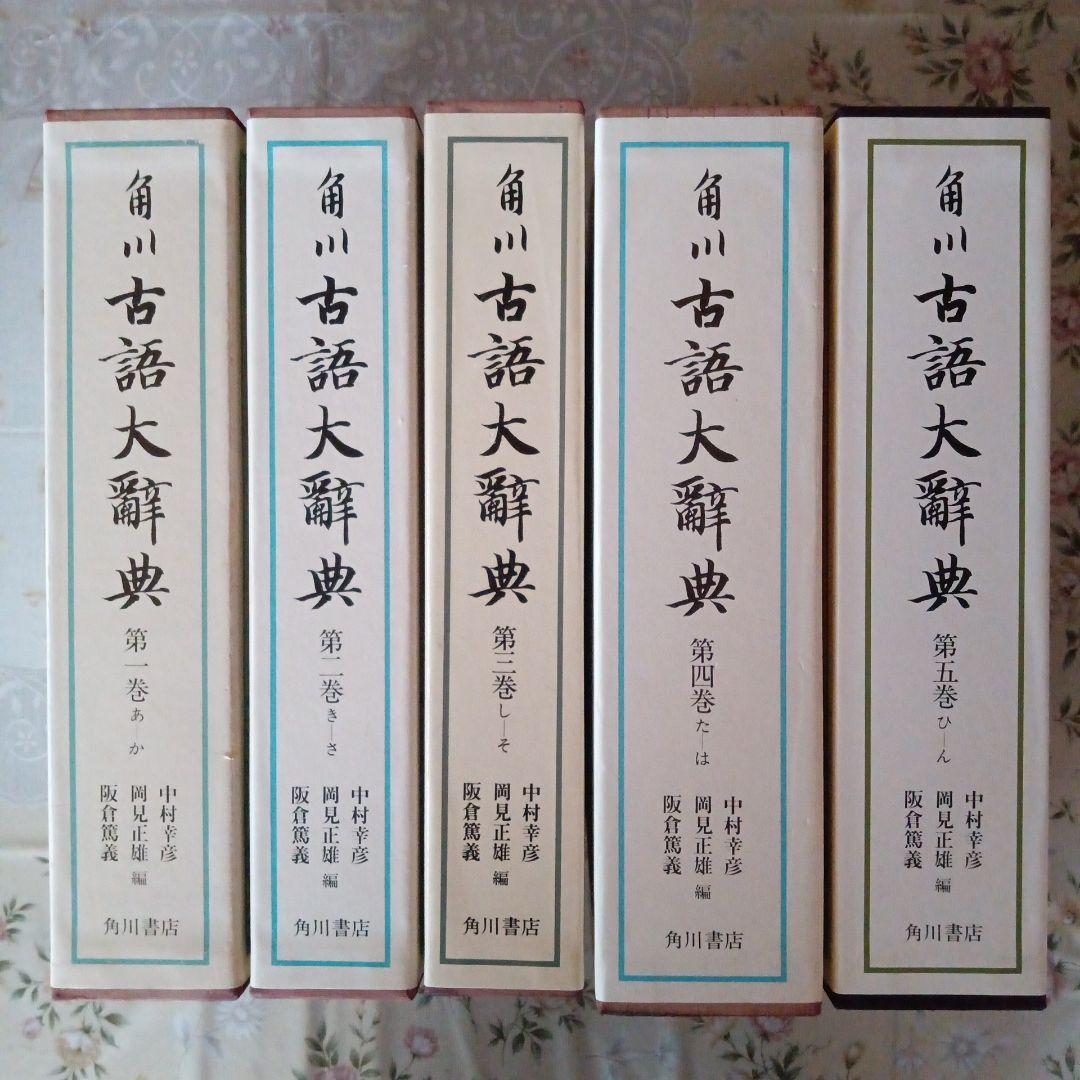 角川古語大辭典
第一巻 あ―か
中村幸彦
岡見正雄
阪倉篤義 編
角川書店
角川古語大辭典
第二巻 き―さ
中村幸彦
岡見正雄
阪倉篤義 編
角川書店
角川古語大辭典
第三巻 し―そ
中村幸彦
岡見正雄
阪倉篤義 編
角川書店
角川古語大辭典
第四巻 た―は
中村幸彦
岡見正雄
阪倉篤義 編
角川書店
角川古語大辭典
第五巻 ひ―ん
中村幸彦
岡見正雄
阪倉篤義 編
角川書店